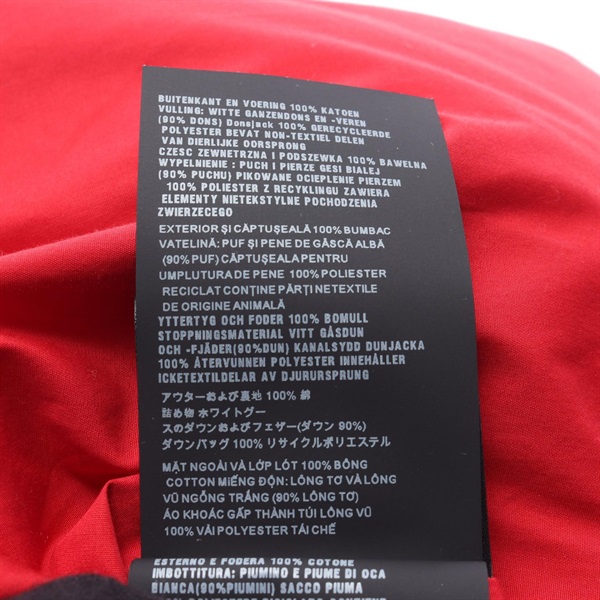 BUITENKANT EN VOERING 100% KATOEN
VULLING: WITTE GANZENDONS EN -VEREN
(90% DONS) Donsjack 100% GERECYCLEERDE
POLYESTER BEVAT NON-TEXTIEL DELEN
VAN DIERLIJKE OORSPRONG
CZESC ZEWNETRZNA I PODSZEWKA 100% BAWELNA
WYPELNIENIE : PUCH I PIERZE GESI BIALEJ
(90% PUCHU) PIKOWANE OCIEPLENIE PIERZEM
100% POLIESTER Z RECYKLINGU ZAWIERA
ELEMENTY NIETEKSTYLNE POCHODZENIA
ZWIERZECEGO
EXTERIOR ȘI CĂPTUȘEALĂ 100% BUMBAC
VATELINĂ: PUF ȘI PENE DE GÂSCĂ ALBĂ
(90% PUF) CĂPTUȘEALA PENTRU
UMPLUTURA DE PENE 100% POLIESTER
RECICLAT CONȚINE PĂRȚI NETEXTILE
DE ORIGINE ANIMALĂ
YTTERTYG OCH FODER 100% BOMULL
STOPPNINGSMATERIAL VITT GÅSDUN
OCH -FJÄDER(90% DUN) KANALSYDD DUNJACKA
100% ÅTERVUNNEN POLYESTER INNEHÅLLER
ICKETEXTILDELAR AV DJURURSPRUNG
アウターおよび裏地 100% 綿
詰め物 ホワイトグー
スのダウンおよびフェザー(ダウン 90%)
ダウンバッグ 100% リサイクルポリエステル
MẶT NGOÀI VÀ LỚP LÓT 100% BÔNG
COTTON MIẾNG ĐỘN: LÔNG TƠ VÀ LÔNG
VŨ NGỖNG TRẮNG (90% LÔNG TƠ)
ÁO KHOÁC GẤP THÀNH TÚI LÔNG VŨ
100% VẢI POLYESTER TÁI CHẾ
ESTERNO E FODERA 100% COTONE
IMBOTTITURA: PIUMINO E PIUME DI OCA
BIANCA(90%PIUMINI) SACCO PIUMA